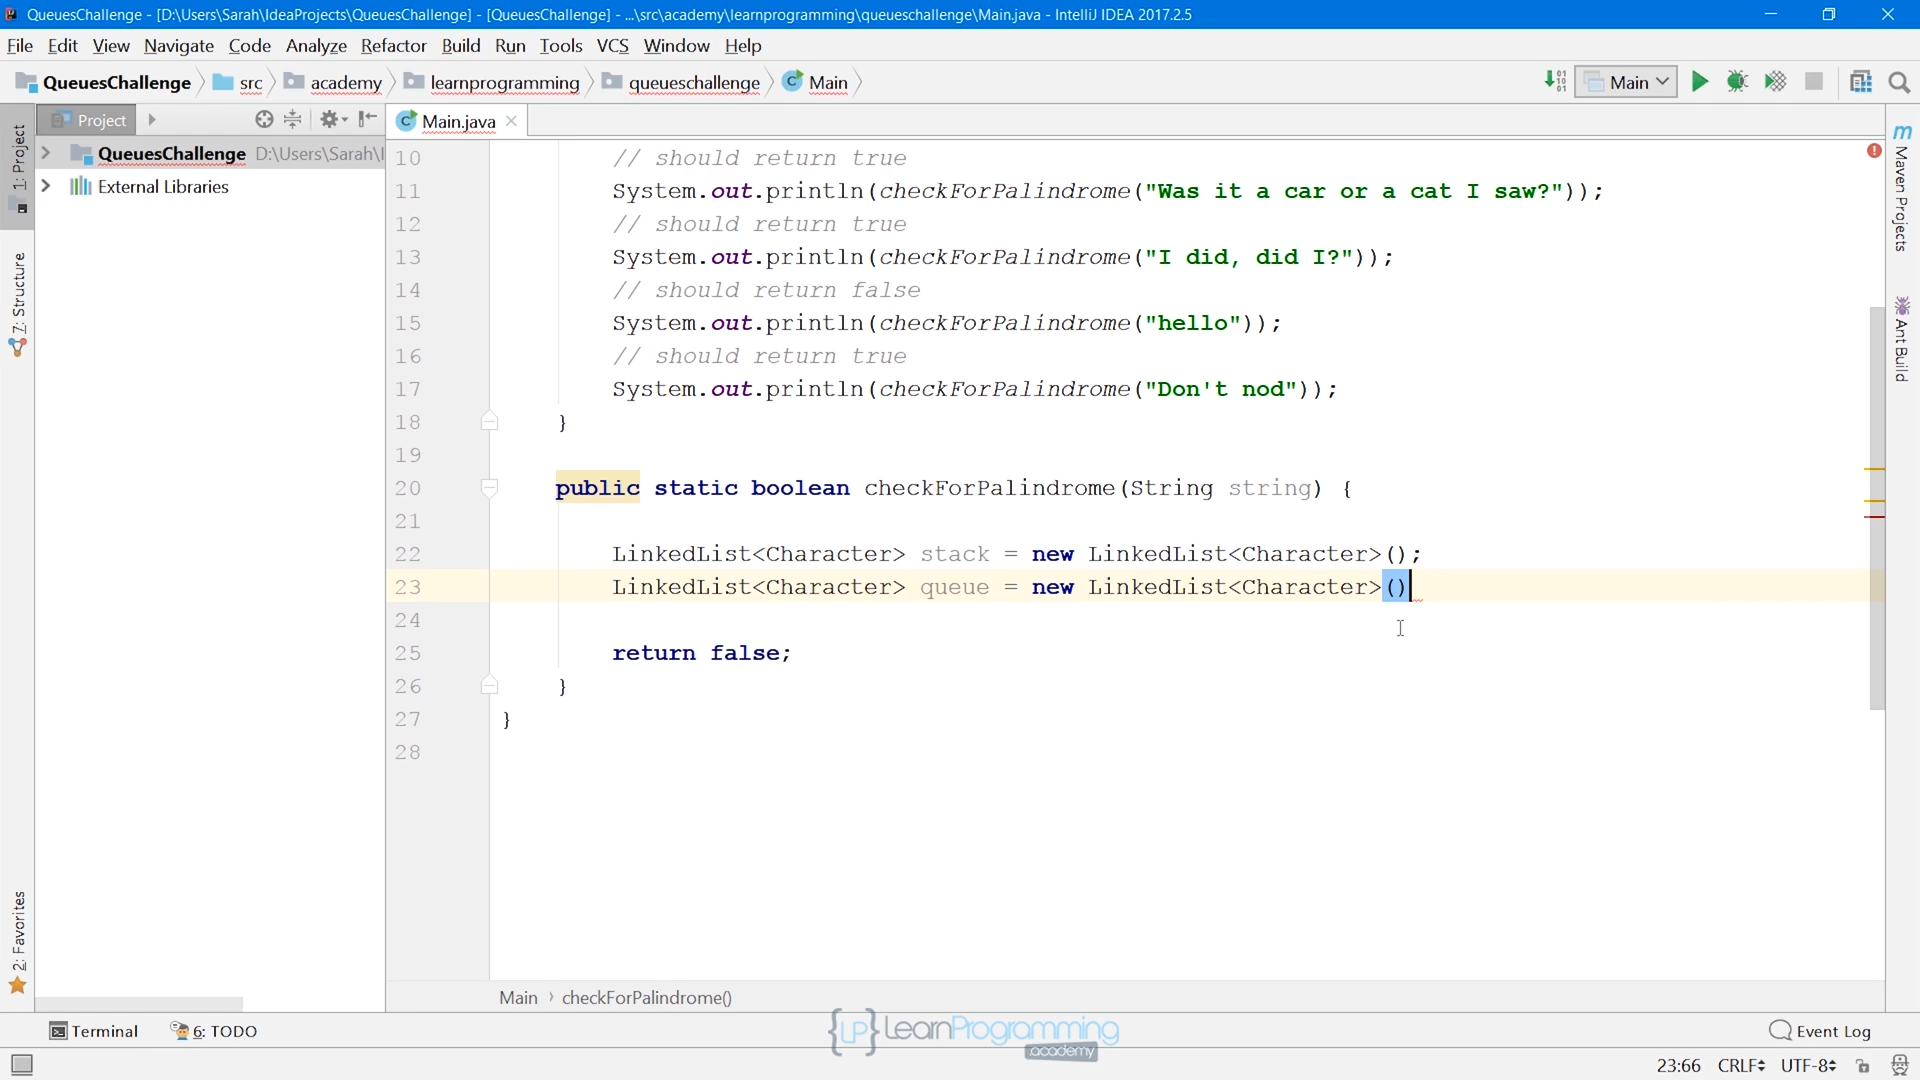 QueuesChallenge - [D:\Users\Sarah\IdeaProjects\QueuesChallenge] - [QueuesChallenge] - ...\src\academy\learnprogramming\queueschallenge\Main.java - IntelliJ IDEA 2017.2.5
File Edit View Navigate Code Analyze Refactor Build Run Tools VCS Window Help
QueuesChallenge src academy learnprogramming queueschallenge Main
Main
Project
Main.java
1: Project
7: Structure
2: Favorites
QueuesChallenge D:\Users\Sarah\I
External Libraries
10 // should return true
11 System.out.println(checkForPalindrome("Was it a car or a cat I saw?"));
12 // should return true
13 System.out.println(checkForPalindrome("I did, did I?"));
14 // should return false
15 System.out.println(checkForPalindrome("hello"));
16 // should return true
17 System.out.println(checkForPalindrome("Don't nod"));
18 }
19
20 public static boolean checkForPalindrome(String string) {
21
22 LinkedList<Character> stack = new LinkedList<Character>();
23 LinkedList<Character> queue = new LinkedList<Character>()
24
25 return false;
26 }
27 }
28
Maven Projects
Ant Build
Main › checkForPalindrome()
Terminal 6: TODO
{LP} LearnProgramming
.academy
Event Log
23:66 CRLF UTF-8